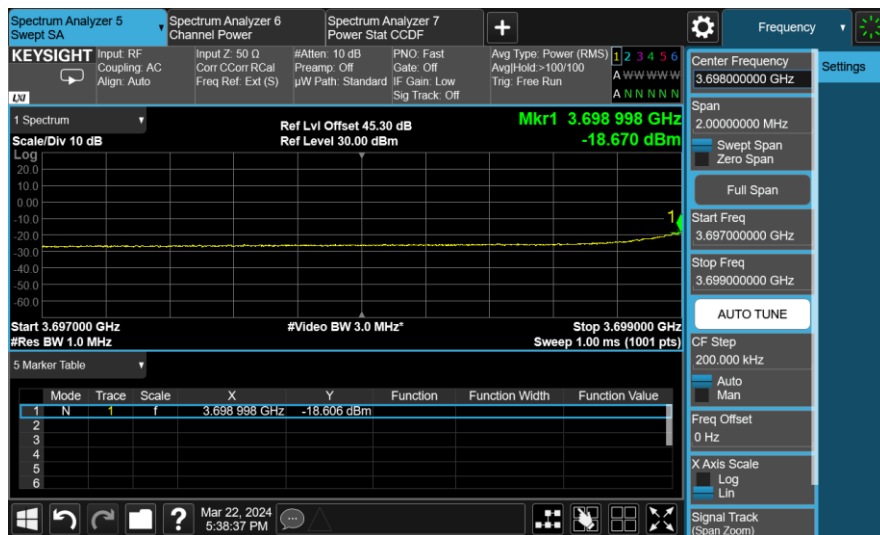 Spectrum Analyzer 5
Swept SA
Spectrum Analyzer 6
Channel Power
Spectrum Analyzer 7
Power Stat CCDF
Frequency
KEYSIGHT
Input: RF
Coupling: AC
Align: Auto
Input Z: 50 Ω
Corr CCorr RCal
Freq Ref: Ext (S)
#Atten: 10 dB
Preamp: Off
µW Path: Standard
PNO: Fast
Gate: Off
IF Gain: Low
Sig Track: Off
Avg Type: Power (RMS)
Avg|Hold:>100/100
Trig: Free Run
1 2 3 4 5 6
A W W W W W
A N N N N N
LXI
1 Spectrum
Scale/Div 10 dB
Ref Lvl Offset 45.30 dB
Ref Level 30.00 dBm
Mkr1 3.698 998 GHz
-18.670 dBm
Log
20.0
10.0
0.00
-10.0
-20.0
-30.0
-40.0
-50.0
-60.0
1
Start 3.697000 GHz
#Res BW 1.0 MHz
#Video BW 3.0 MHz*
Stop 3.699000 GHz
Sweep 1.00 ms (1001 pts)
5 Marker Table
Mode Trace Scale X Y Function Function Width Function Value
1 N 1 f 3.698 998 GHz -18.606 dBm
2
3
4
5
6
Mar 22, 2024
5:38:37 PM
Center Frequency
3.698000000 GHz
Span
2.00000000 MHz
Swept Span
Zero Span
Full Span
Start Freq
3.697000000 GHz
Stop Freq
3.699000000 GHz
AUTO TUNE
CF Step
200.000 kHz
Auto
Man
Freq Offset
0 Hz
X Axis Scale
Log
Lin
Signal Track
(Span Zoom)
Settings